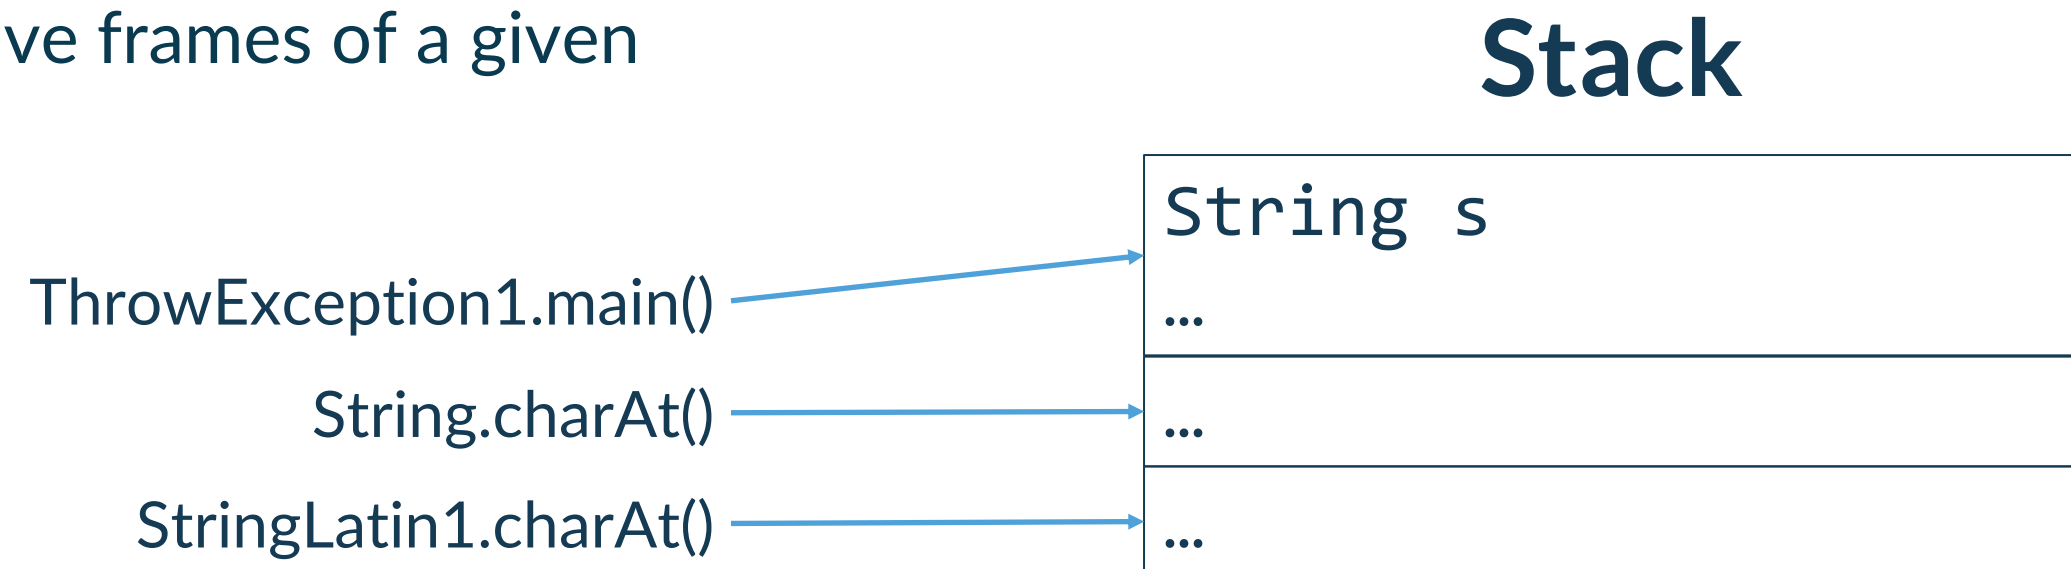 ve frames of a given
Stack
String s
ThrowException1.main()
…
String.charAt()
…
StringLatin1.charAt()
…